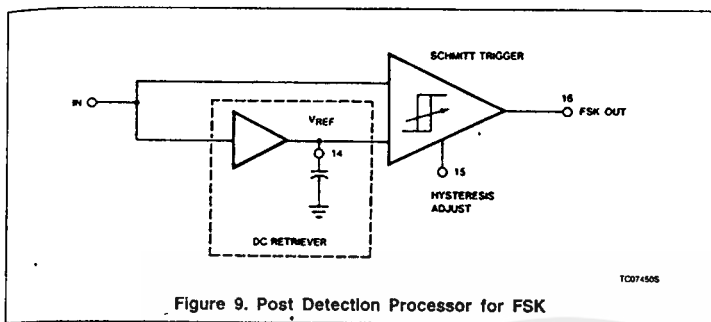 SCHMITT TRIGGER
IN
VREF
16
FSK OUT
14
15
HYSTERESIS
ADJUST
DC RETRIEVER
TC07450S
Figure 9. Post Detection Processor for FSK